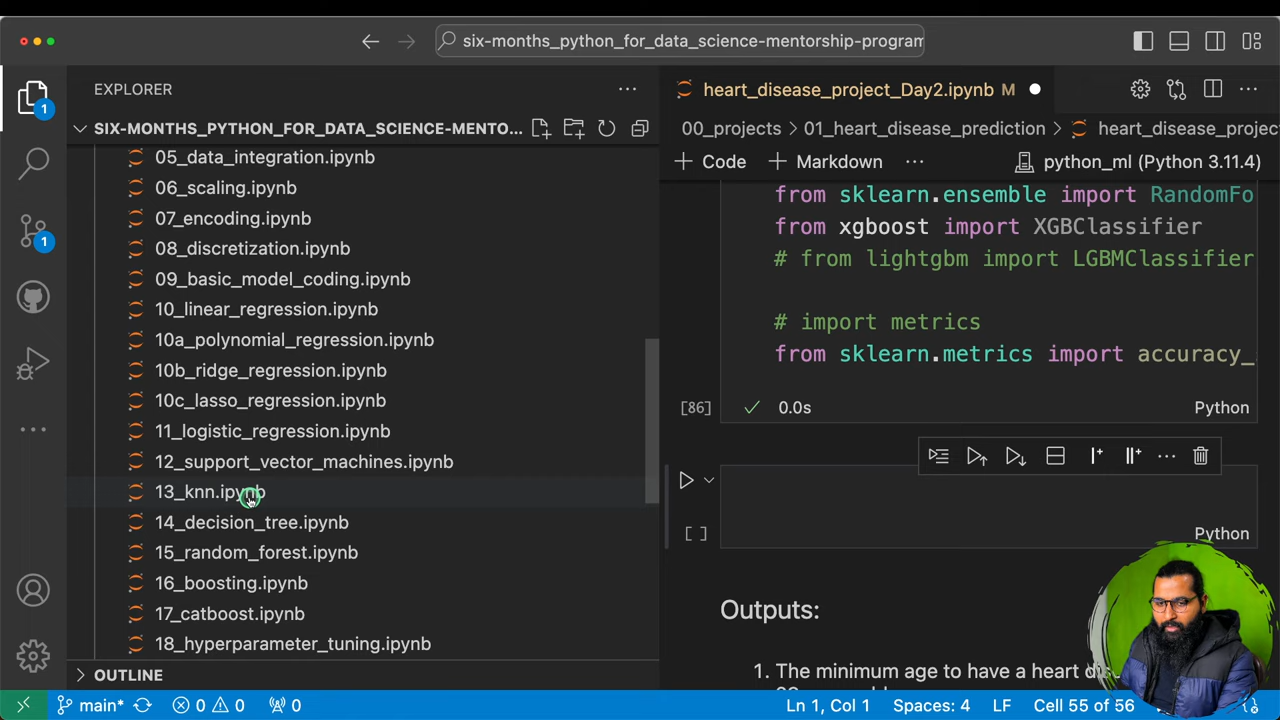 six-months_python_for_data_science-mentorship-program
EXPLORER
SIX-MONTHS_PYTHON_FOR_DATA_SCIENCE-MENTO...
05_data_integration.ipynb
06_scaling.ipynb
07_encoding.ipynb
08_discretization.ipynb
09_basic_model_coding.ipynb
10_linear_regression.ipynb
10a_polynomial_regression.ipynb
10b_ridge_regression.ipynb
10c_lasso_regression.ipynb
11_logistic_regression.ipynb
12_support_vector_machines.ipynb
13_knn.ipynb
14_decision_tree.ipynb
15_random_forest.ipynb
16_boosting.ipynb
17_catboost.ipynb
18_hyperparameter_tuning.ipynb
OUTLINE
1
1
heart_disease_project_Day2.ipynb M
00_projects > 01_heart_disease_prediction > heart_disease_projec
+ Code + Markdown ... python_ml (Python 3.11.4)
from sklearn.ensemble import RandomFo
from xgboost import XGBClassifier
# from lightgbm import LGBMClassifier
# import metrics
from sklearn.metrics import accuracy_
[86] 0.0s Python
[ ] Python
Outputs:
1. The minimum age to have a heart
main* 0 0 0 Ln 1, Col 1 Spaces: 4 LF Cell 55 of 56